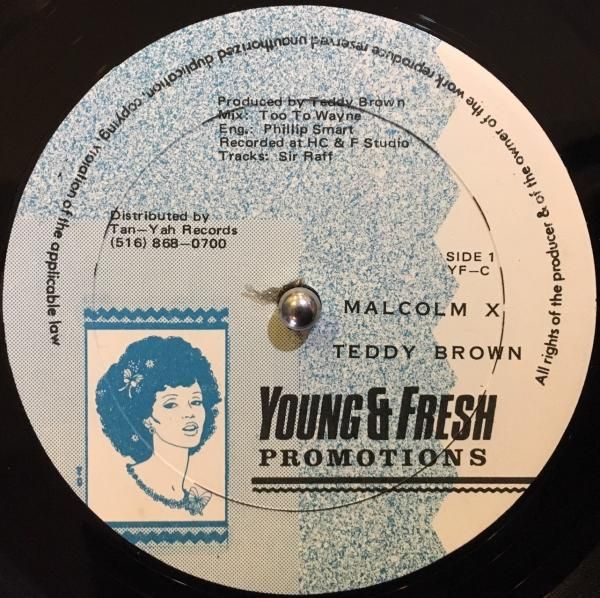 All rights of the producer & of the owner of the work reproduce reserved unauthorized duplication, copying, violation of the applicable law
Produced by Teddy Brown
Mix: Too To Wayne
Eng.: Phillip Smart
Recorded at HC & F Studio
Tracks: Sir Raff
Distributed by
Tan-Yah Records
(516) 868-0700
SIDE 1
YF-C
MALCOLM X
TEDDY BROWN
YOUNG & FRESH
PROMOTIONS